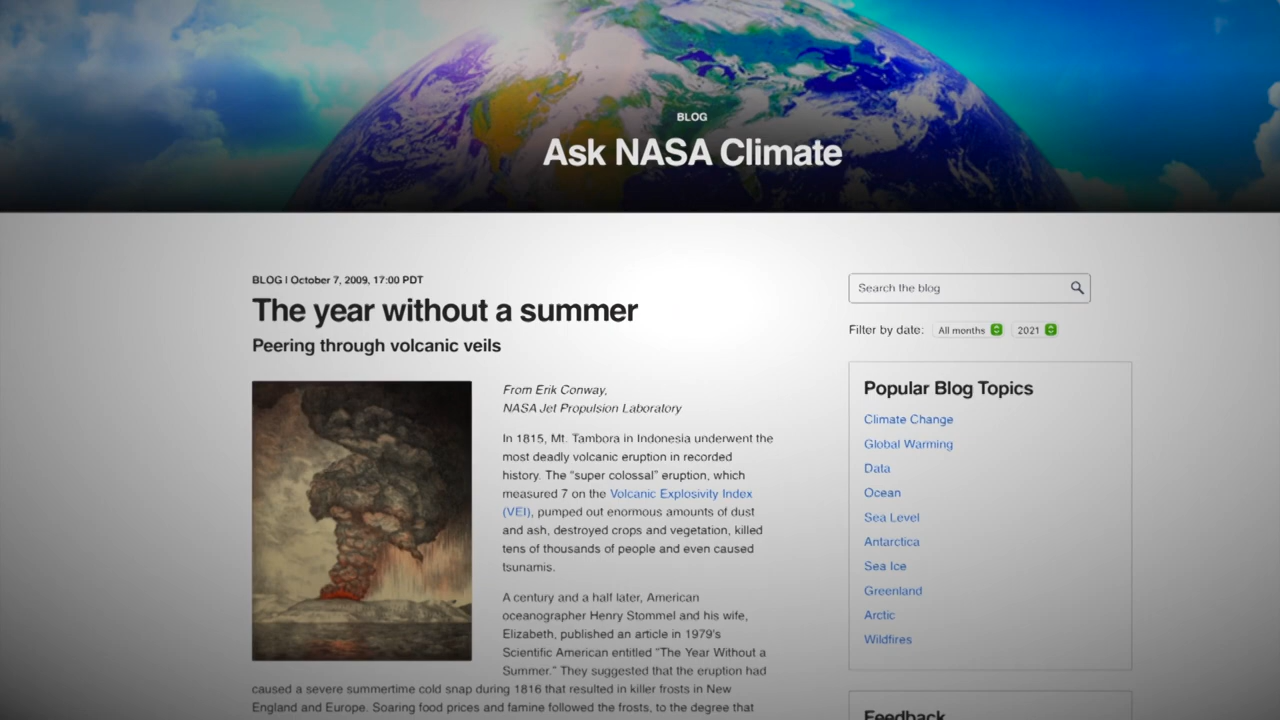 BLOG
Ask NASA Climate
BLOG | October 7, 2009, 17:00 PDT
The year without a summer
Peering through volcanic veils
From Erik Conway,
NASA Jet Propulsion Laboratory
In 1815, Mt. Tambora in Indonesia underwent the
most deadly volcanic eruption in recorded
history. The “super colossal” eruption, which
measured 7 on the Volcanic Explosivity Index
(VEI), pumped out enormous amounts of dust
and ash, destroyed crops and vegetation, killed
tens of thousands of people and even caused
tsunamis.
A century and a half later, American
oceanographer Henry Stommel and his wife,
Elizabeth, published an article in 1979's
Scientific American entitled “The Year Without a
Summer.” They suggested that the eruption had
caused a severe summertime cold snap during 1816 that resulted in killer frosts in New
England and Europe. Soaring food prices and famine followed the frosts, to the degree that
Search the blog
Filter by date: All months 2021
Popular Blog Topics
Climate Change
Global Warming
Data
Ocean
Sea Level
Antarctica
Sea Ice
Greenland
Arctic
Wildfires
Feedback